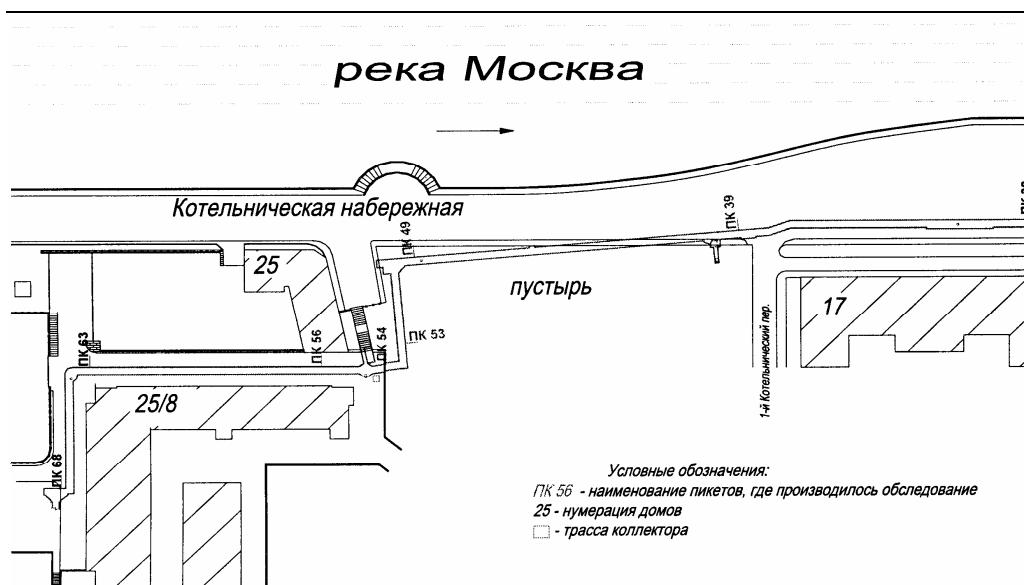 река Москва
Котельническая набережная
ПК 49
ПК 39
25
пустырь
17
ПК 63
ПК 56
ПК 54
ПК 53
1-й Котельнический пер.
25/8
ПК 68
Условные обозначения:
ПК 56 - наименование пикетов, где производилось обследование
25 - нумерация домов
- трасса коллектора